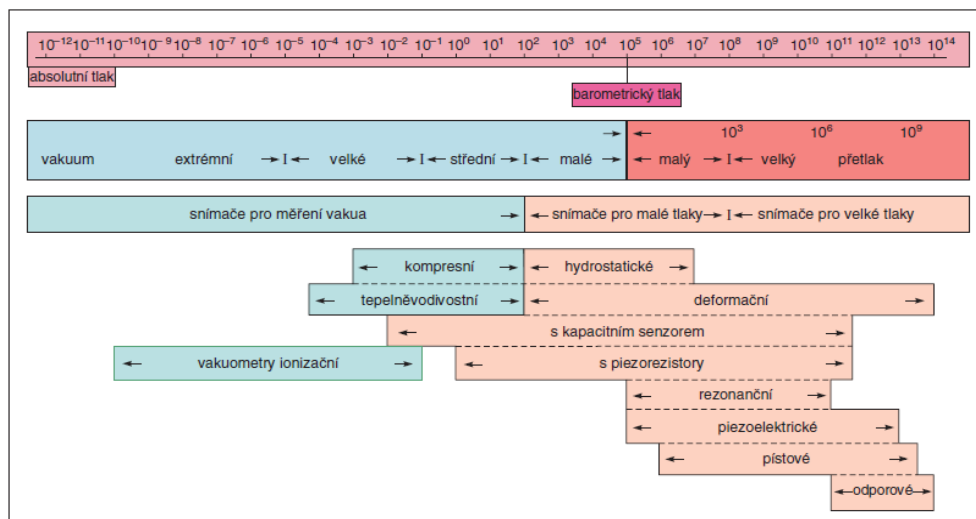 10⁻¹² 10⁻¹¹ 10⁻¹⁰ 10⁻⁹ 10⁻⁸ 10⁻⁷ 10⁻⁶ 10⁻⁵ 10⁻⁴ 10⁻³ 10⁻² 10⁻¹ 10⁰ 10¹ 10² 10³ 10⁴ 10⁵ 10⁶ 10⁷ 10⁸ 10⁹ 10¹⁰ 10¹¹ 10¹² 10¹³ 10¹⁴
absolutní tlak
barometrický tlak
10³ 10⁶ 10⁹
vakuum extrémní velké střední malé malý velký přetlak
snímače pro měření vakua snímače pro malé tlaky snímače pro velké tlaky
kompresní hydrostatické
tepelněvodivostní deformační
s kapacitním senzorem
vakuometry ionizační s piezorezistory
rezonanční
piezoelektrické
pístové
odporové